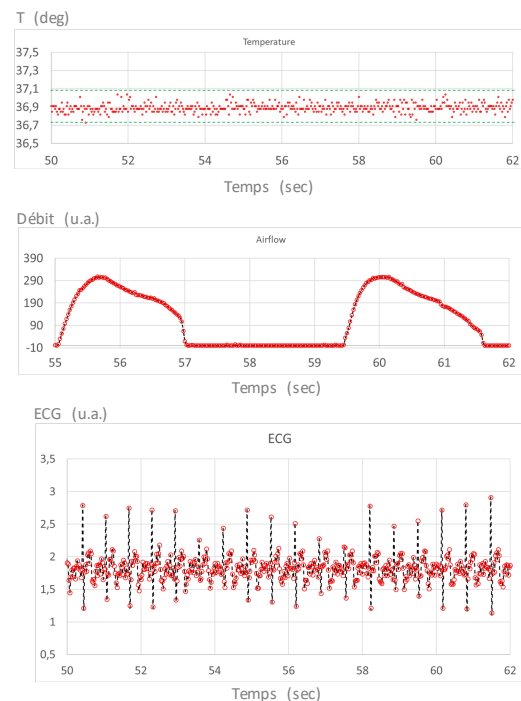 T (deg)
Temperature
37,5
37,3
37,1
36,9
36,7
36,5
50 52 54 56 58 60 62
Temps (sec)
Débit (u.a.)
Airflow
390
290
190
90
-10
55 56 57 58 59 60 61 62
Temps (sec)
ECG (u.a.)
ECG
3,5
3
2,5
2
1,5
1
0,5
50 52 54 56 58 60 62
Temps (sec)